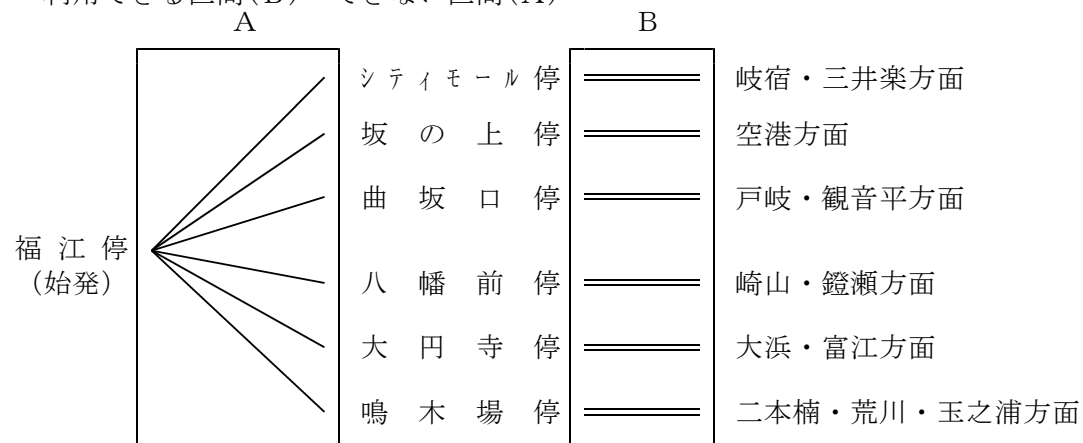 利用できる区間(B) できない区間(A)
A B
シティモール停 岐宿・三井楽方面
坂の上停 空港方面
曲坂口停 戸岐・観音平方面
福江停
(始発)
八幡前停 崎山・鐙瀬方面
大円寺停 大浜・富江方面
鳴木場停 二本楠・荒川・玉之浦方面